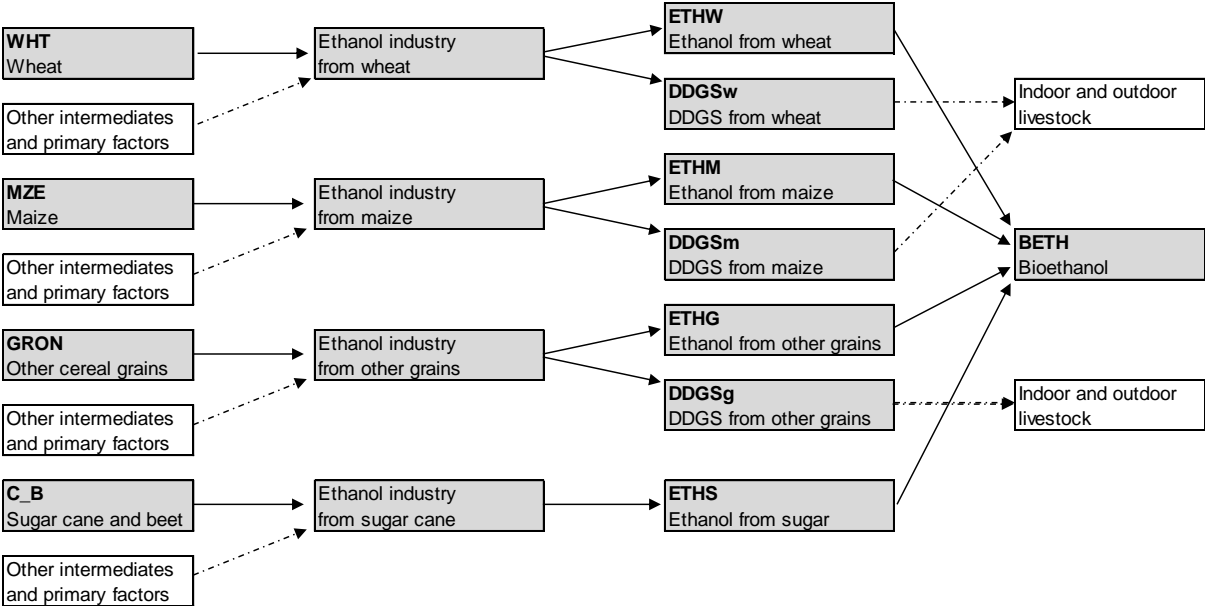 WHT
Wheat
Other intermediates
and primary factors
Ethanol industry
from wheat
ETHW
Ethanol from wheat
DDGSw
DDGS from wheat
Indoor and outdoor
livestock
MZE
Maize
Other intermediates
and primary factors
Ethanol industry
from maize
ETHM
Ethanol from maize
DDGSm
DDGS from maize
BETH
Bioethanol
GRON
Other cereal grains
Other intermediates
and primary factors
Ethanol industry
from other grains
ETHG
Ethanol from other grains
DDGSg
DDGS from other grains
Indoor and outdoor
livestock
C_B
Sugar cane and beet
Other intermediates
and primary factors
Ethanol industry
from sugar cane
ETHS
Ethanol from sugar